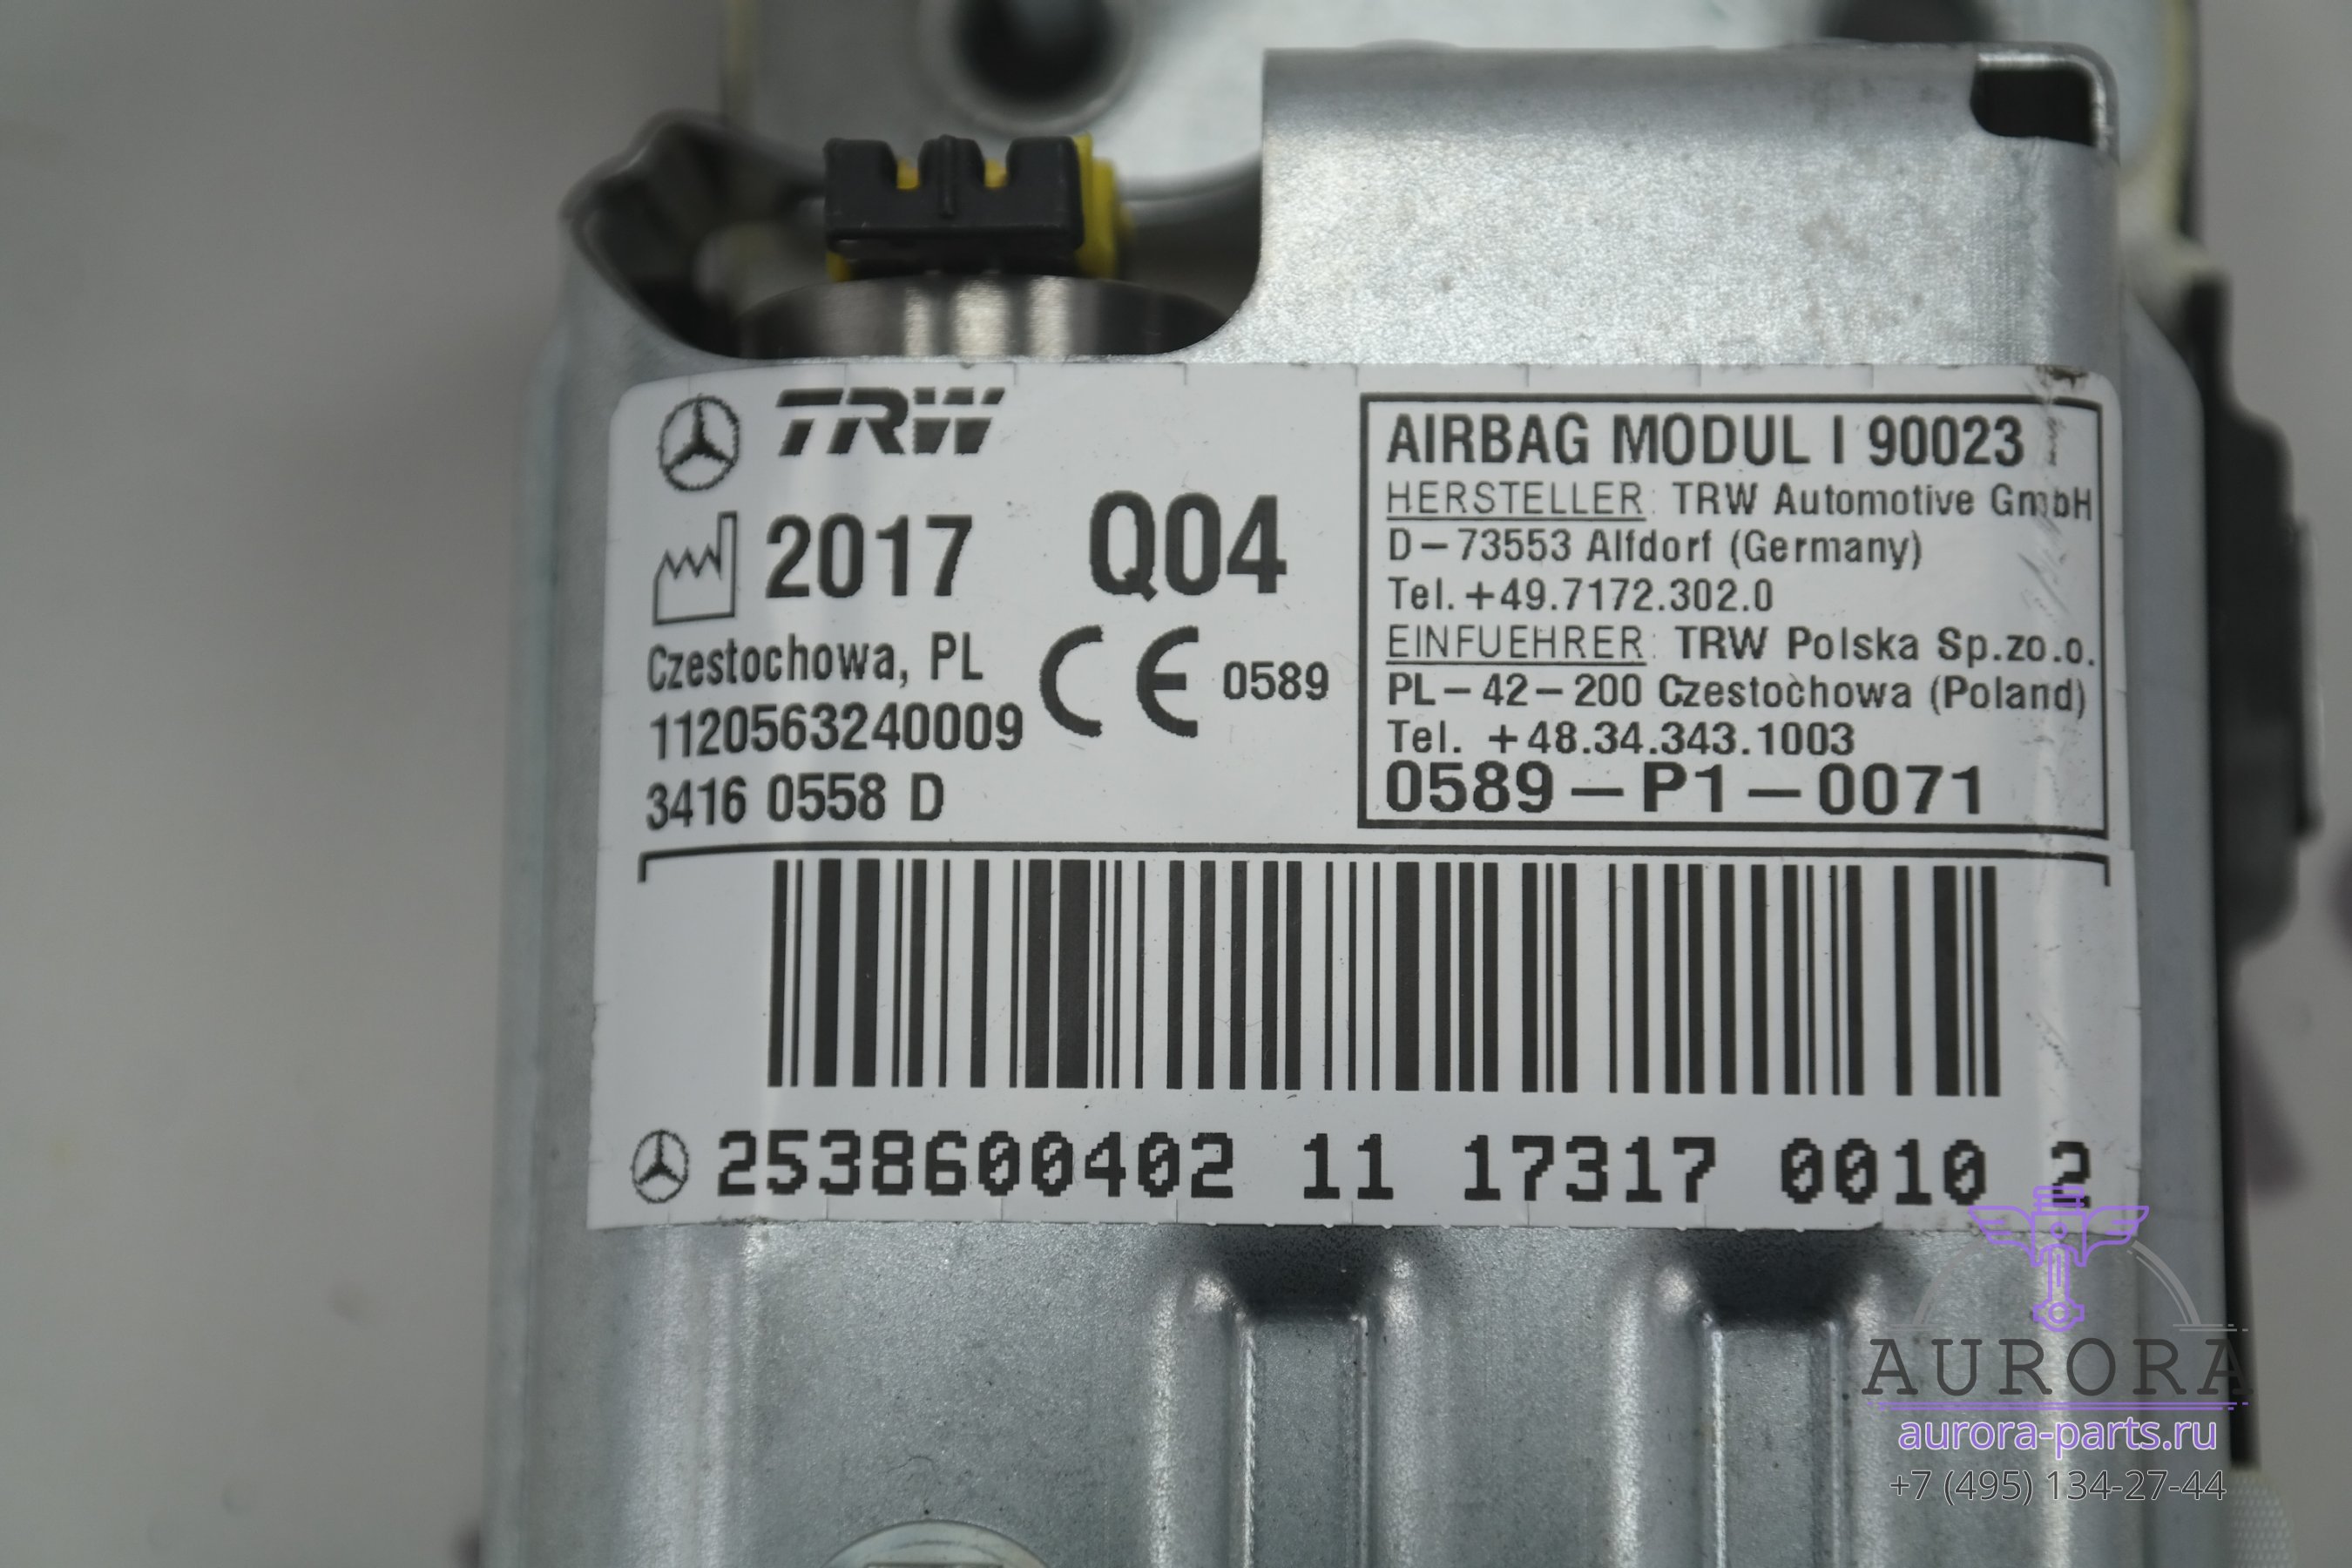 TRW
2017 Q04
Czestochowa, PL
CE 0589
1120563240009
34160558 D
AIRBAG MODUL I 90023
HERSTELLER: TRW Automotive GmbH
D-73553 Alfdorf (Germany)
Tel.+49.7172.302.0
EINFUEHRER: TRW Polska Sp.zo.o.
PL-42-200 Czestochowa (Poland)
Tel. +48.34.343.1003
0589-P1-0071
2538600402 11 17317 0010 2
AURORA
aurora-parts.ru
+7 (495) 134-27-44